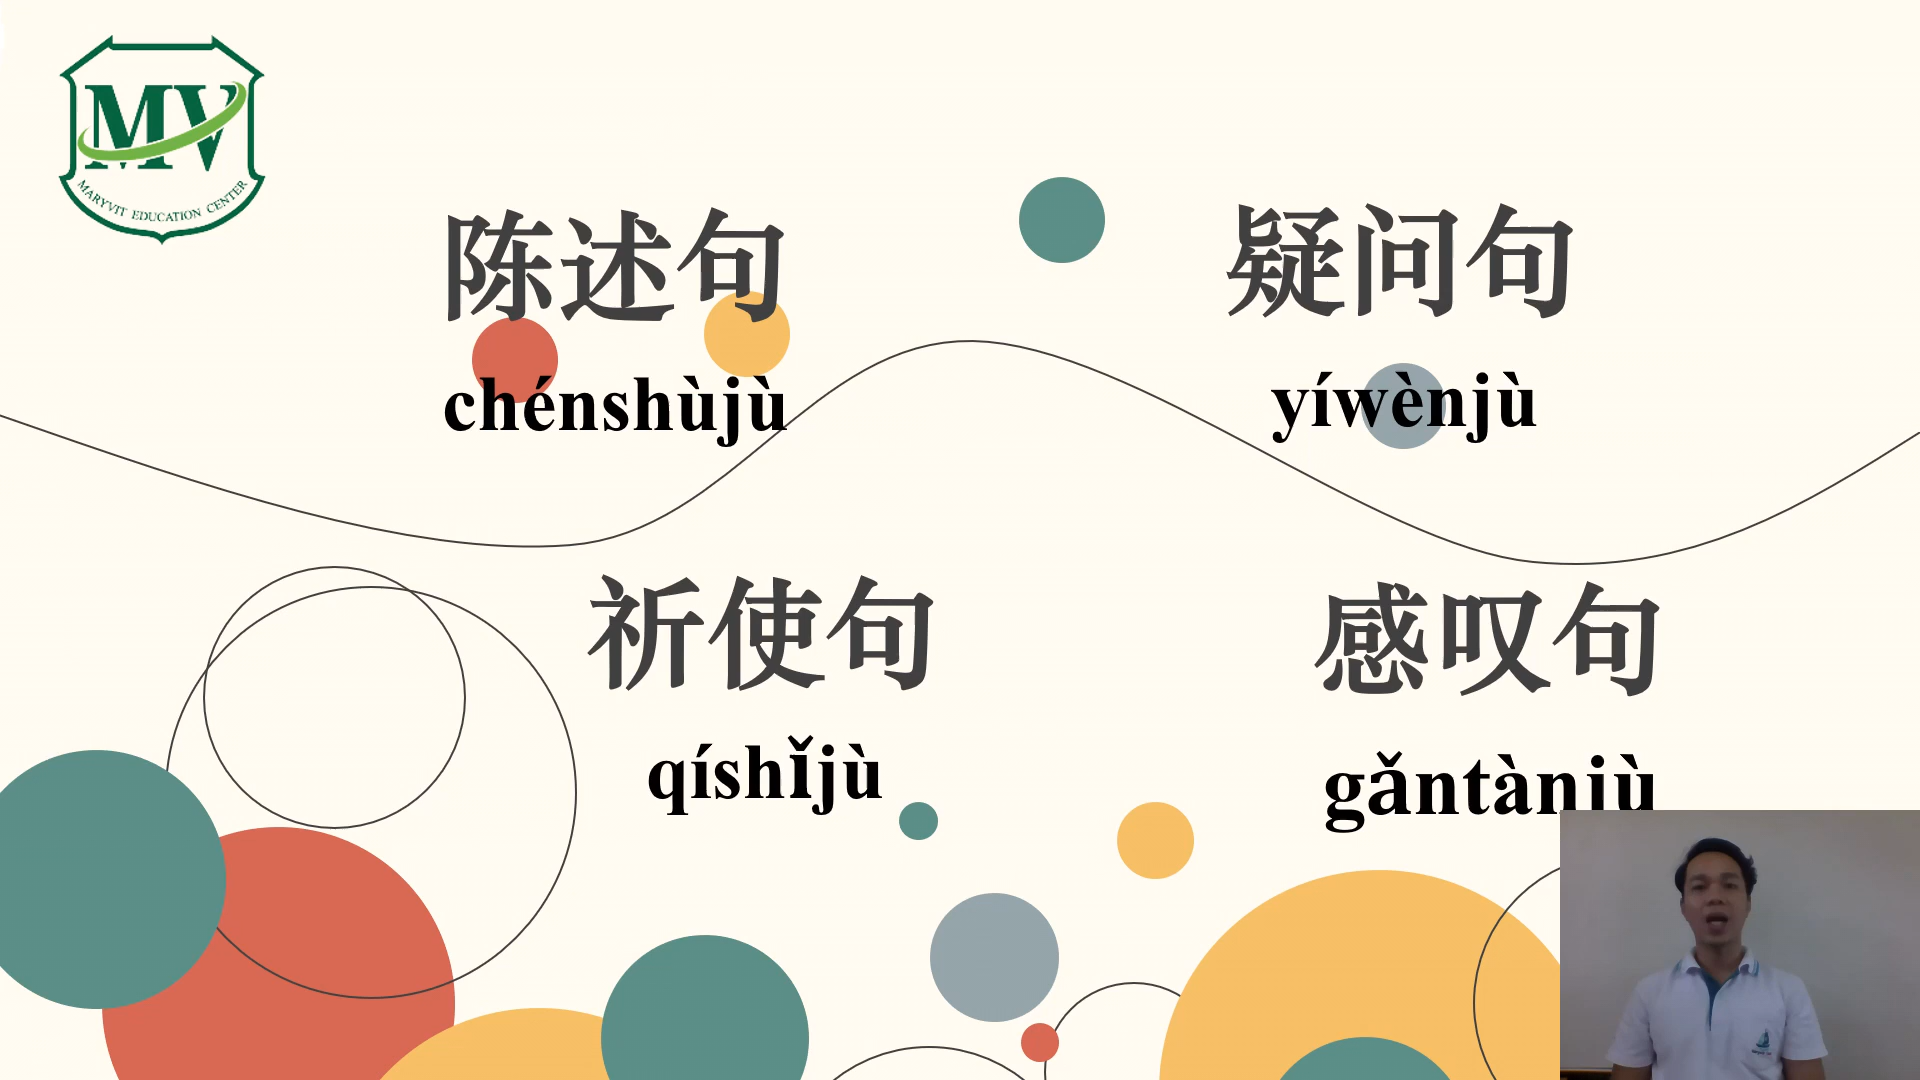 MV
MARYVIT EDUCATION CENTER
陈述句
chénshùjù
疑问句
yíwènjù
祈使句
qíshǐjù
感叹句
gǎntànjù